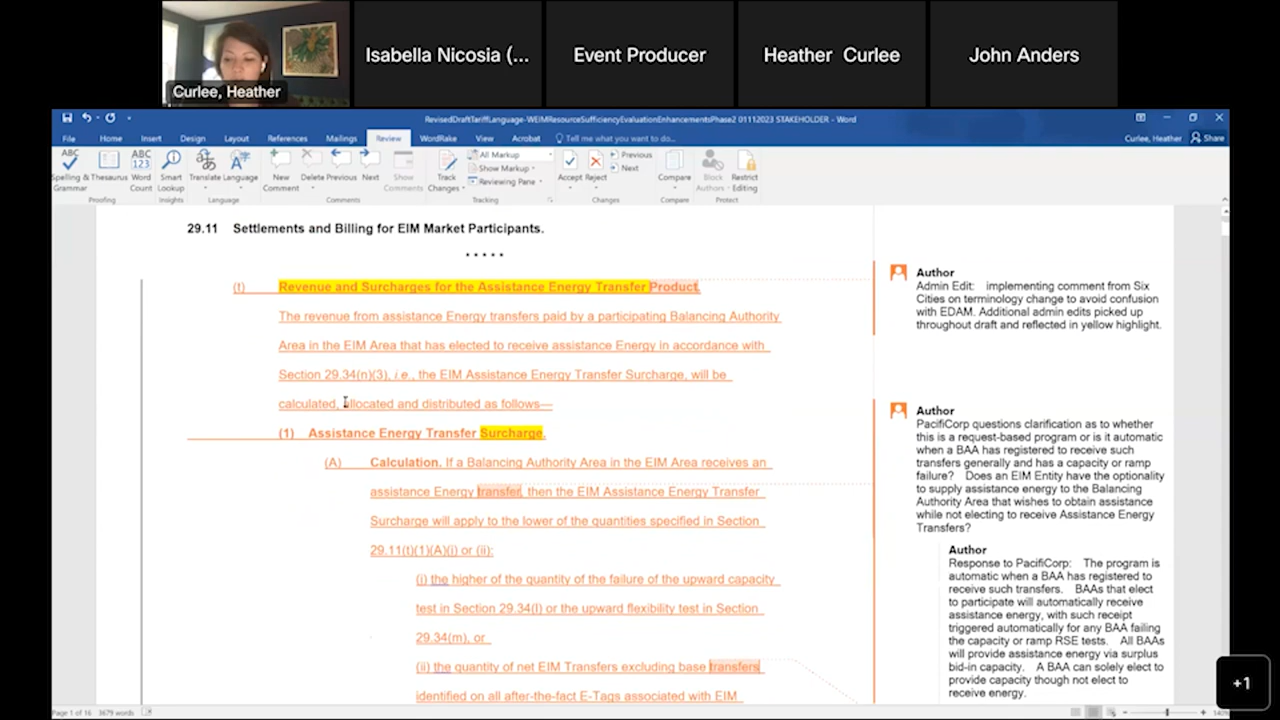 Curlee, Heather
Isabella Nicosia (...
Event Producer
Heather Curlee
John Anders
RevisedDraftTariffLanguage-WEIMResourceSufficiencyEvaluationEnhancementsPhase2 01112023 STAKEHOLDER - Word
File Home Insert Design Layout References Mailings Review WordRake View Acrobat Tell me what you want to do...
Curlee, Heather Share
Spelling & Grammar
Thesaurus
Word Count
Smart Lookup
Translate
Language
New Comment
Delete
Previous
Next
Show Comments
Track Changes
All Markup
Show Markup
Reviewing Pane
Accept
Reject
Previous
Next
Compare
Block Authors
Restrict Editing
Proofing
Insights
Language
Comments
Tracking
Changes
Compare
Protect
29.11 Settlements and Billing for EIM Market Participants.
* * * * *
(t) Revenue and Surcharges for the Assistance Energy Transfer Product.
The revenue from assistance Energy transfers paid by a participating Balancing Authority
Area in the EIM Area that has elected to receive assistance Energy in accordance with
Section 29.34(n)(3), i.e., the EIM Assistance Energy Transfer Surcharge, will be
calculated, allocated and distributed as follows—
(1) Assistance Energy Transfer Surcharge.
(A) Calculation. If a Balancing Authority Area in the EIM Area receives an
assistance Energy transfer, then the EIM Assistance Energy Transfer
Surcharge will apply to the lower of the quantities specified in Section
29.11(t)(1)(A)(i) or (ii):
(i) the higher of the quantity of the failure of the upward capacity
test in Section 29.34(l) or the upward flexibility test in Section
29.34(m), or
(ii) the quantity of net EIM Transfers excluding base transfers
identified on all after-the-fact E-Tags associated with EIM
Author
Admin Edit: implementing comment from Six
Cities on terminology change to avoid confusion
with EDAM. Additional admin edits picked up
throughout draft and reflected in yellow highlight.
Author
PacifiCorp questions clarification as to whether
this is a request-based program or is it automatic
when a BAA has registered to receive such
transfers generally and has a capacity or ramp
failure? Does an EIM Entity have the optionality
to supply assistance energy to the Balancing
Authority Area that wishes to obtain assistance
while not electing to receive Assistance Energy
Transfers?
Author
Response to PacifiCorp: The program is
automatic when a BAA has registered to
receive such transfers. BAAs that elect
to participate will automatically receive
assistance energy, with such receipt
triggered automatically for any BAA failing
the capacity or ramp RSE tests. All BAAs
will provide assistance energy via surplus
bid-in capacity. A BAA can solely elect to
provide capacity though not elect to
receive energy.
+1
Page 1 of 16 3679 words